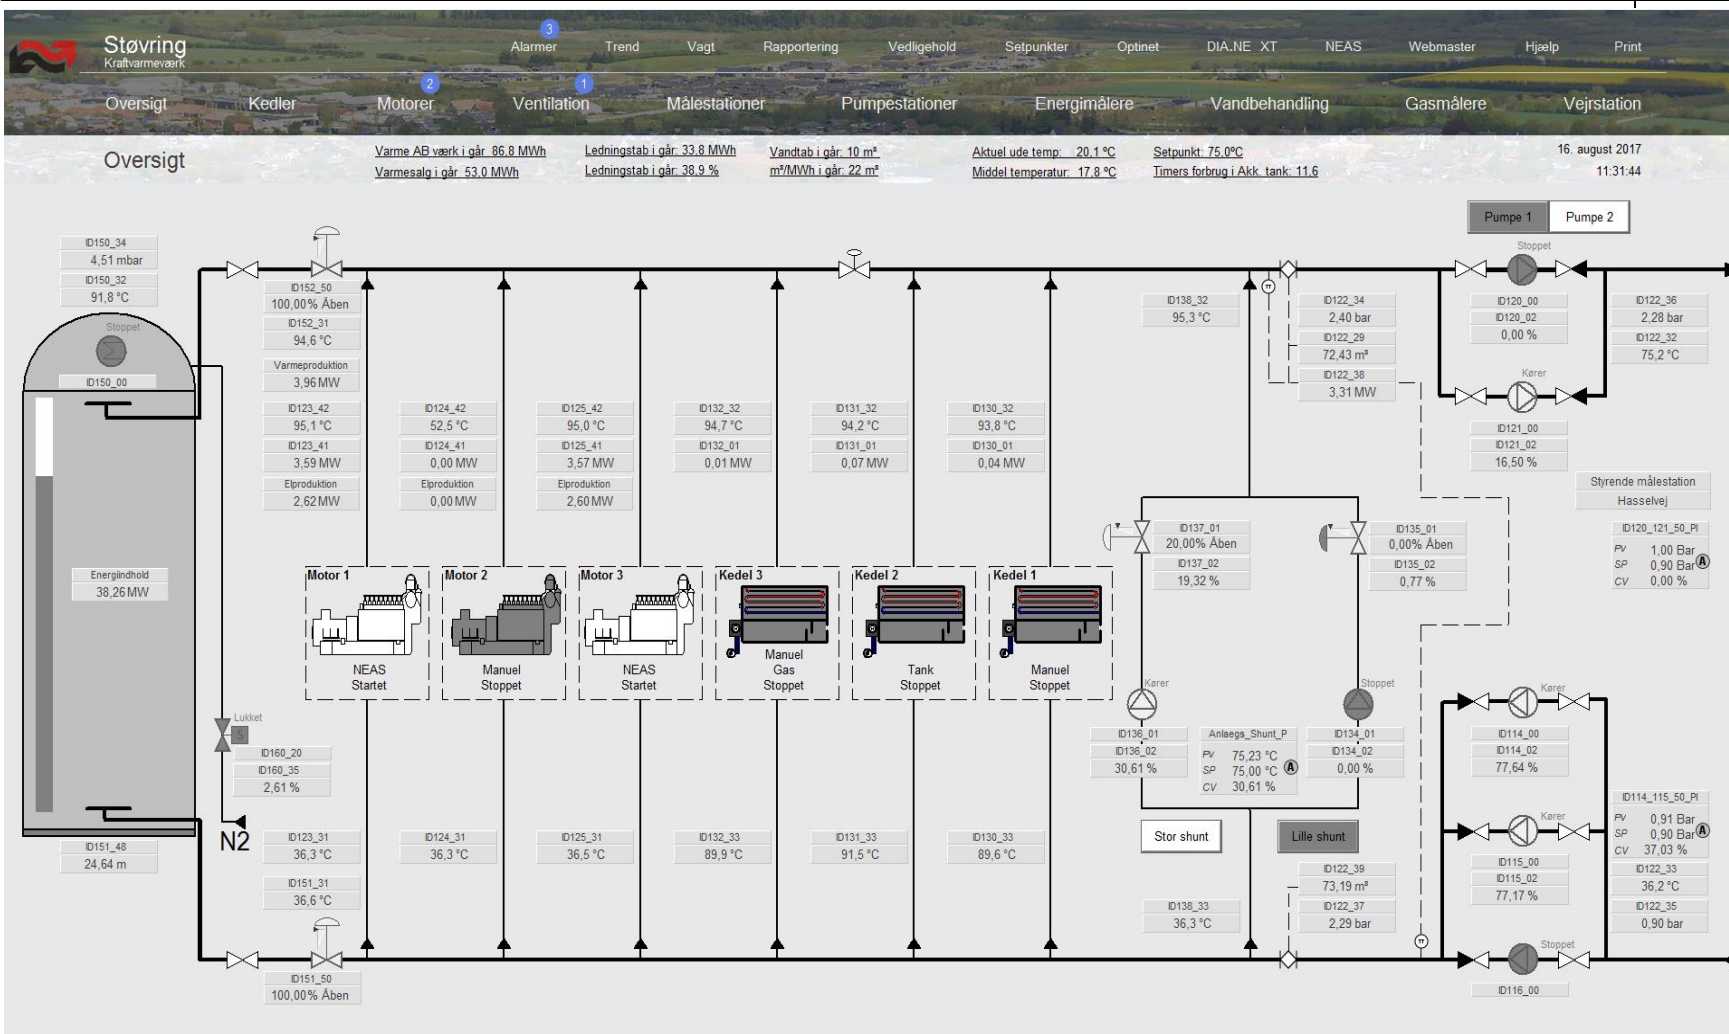 Støvring
Kraftvarmeværk
3
Alarmer Trend Vagt Rapportering Vedligehold Setpunkter Optinet DIA.NE XT NEAS Webmaster Hjælp Print
2 1
Oversigt Kedler Motorer Ventilation Målestationer Pumpestationer Energimålere Vandbehandling Gasmålere Vejrstation
Oversigt
Varme AB værk i går 86,8 MWh
Varmesalg i går 53,0 MWh
Ledningstab i går: 33,8 MWh
Ledningstab i går: 38,9 %
Vandtab i går: 10 m³
m³/MWh i går: 22 m³
Aktuel ude temp: 20,1 ºC
Middel temperatur: 17,8 ºC
Setpunkt: 75,0ºC
Timers forbrug i Akk. tank: 11,6
16. august 2017
11:31:44
Pumpe 1 Pumpe 2
ID150_34
4,51 mbar
ID150_32
91,8 °C
Stoppet
ID150_00
Energiindhold
38,26 MW
ID151_48
24,64 m
Lukket
S
ID160_20
ID160_35
2,61 %
N2
ID152_50
100,00% Åben
ID152_31
94,6 °C
Varmeproduktion
3,96 MW
ID123_42
95,1 °C
ID123_41
3,59 MW
Elproduktion
2,62 MW
ID124_42
52,5 °C
ID124_41
0,00 MW
Elproduktion
0,00 MW
ID125_42
95,0 °C
ID125_41
3,57 MW
Elproduktion
2,60 MW
ID132_32
94,7 °C
ID132_01
0,01 MW
ID131_32
94,2 °C
ID131_01
0,07 MW
ID130_32
93,8 °C
ID130_01
0,04 MW
Motor 1
NEAS
Startet
Motor 2
Manuel
Stoppet
Motor 3
NEAS
Startet
Kedel 3
Manuel
Gas
Stoppet
Kedel 2
Tank
Stoppet
Kedel 1
Manuel
Stoppet
ID123_31
36,3 °C
ID124_31
36,3 °C
ID125_31
36,5 °C
ID132_33
89,9 °C
ID131_33
91,5 °C
ID130_33
89,6 °C
ID151_31
36,6 °C
ID151_50
100,00% Åben
ID138_32
95,3 °C
ID122_34
2,40 bar
ID122_29
72,43 m³
ID122_38
3,31 MW
ID137_01
20,00% Åben
ID137_02
19,32 %
ID135_01
0,00% Åben
ID135_02
0,77 %
Kører
ID136_01
ID136_02
30,61 %
Anlaegs_Shunt_P
PV 75,23 °C
SP 75,00 °C A
CV 30,61 %
Stoppet
ID134_01
ID134_02
0,00 %
Stor shunt Lille shunt
ID138_33
36,3 °C
ID122_39
73,19 m³
ID122_37
2,29 bar
Stoppet
ID120_00
ID120_02
0,00 %
Kører
ID121_00
ID121_02
16,50 %
ID122_36
2,28 bar
ID122_32
75,2 °C
Styrende målestation
Hasselvej
ID120_121_50_PI
PV 1,00 Bar
SP 0,90 Bar A
CV 0,00 %
Kører
ID114_00
ID114_02
77,64 %
Kører
ID115_00
ID115_02
77,17 %
ID114_115_50_PI
PV 0,91 Bar
SP 0,90 Bar A
CV 37,03 %
ID122_33
36,2 °C
ID122_35
0,90 bar
Stoppet
ID116_00